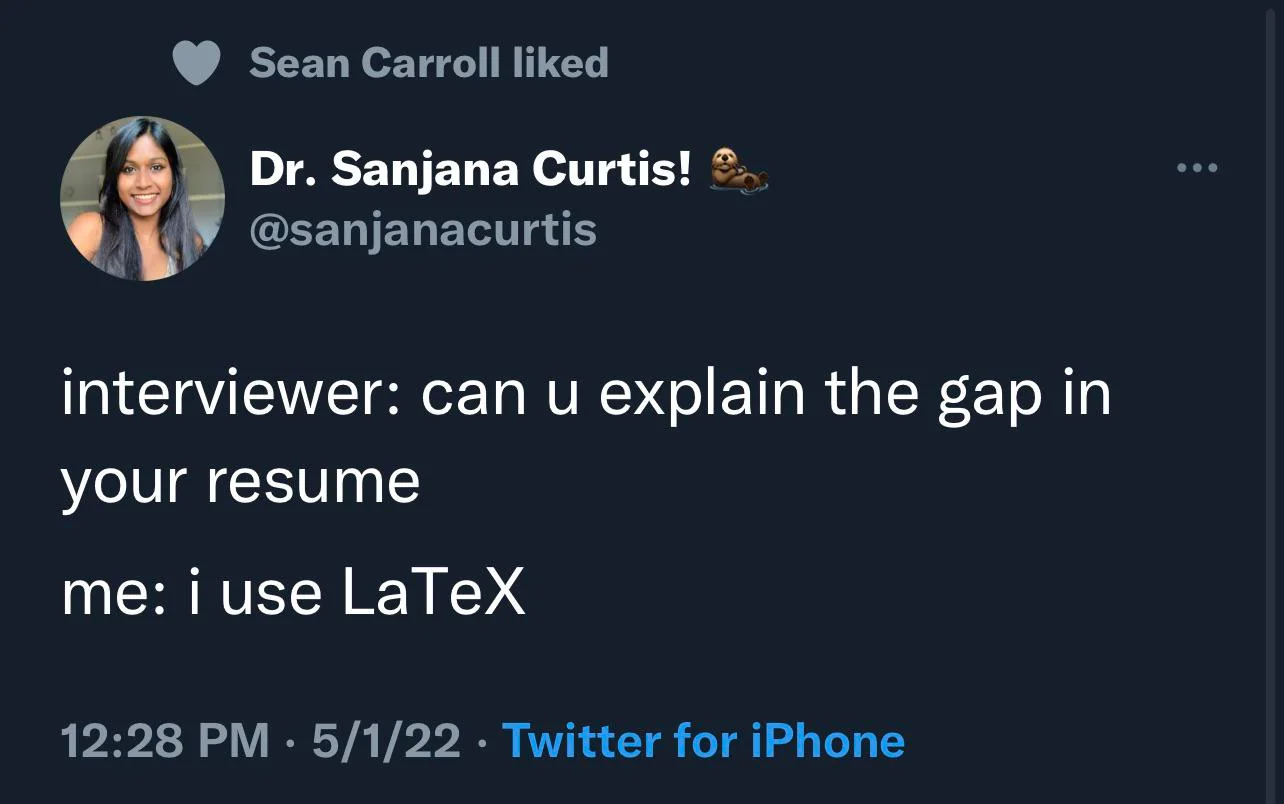 Sean Carroll liked
Dr. Sanjana Curtis! 🦦
@sanjanacurtis
interviewer: can u explain the gap in
your resume
me: i use LaTeX
12:28 PM · 5/1/22 · Twitter for iPhone